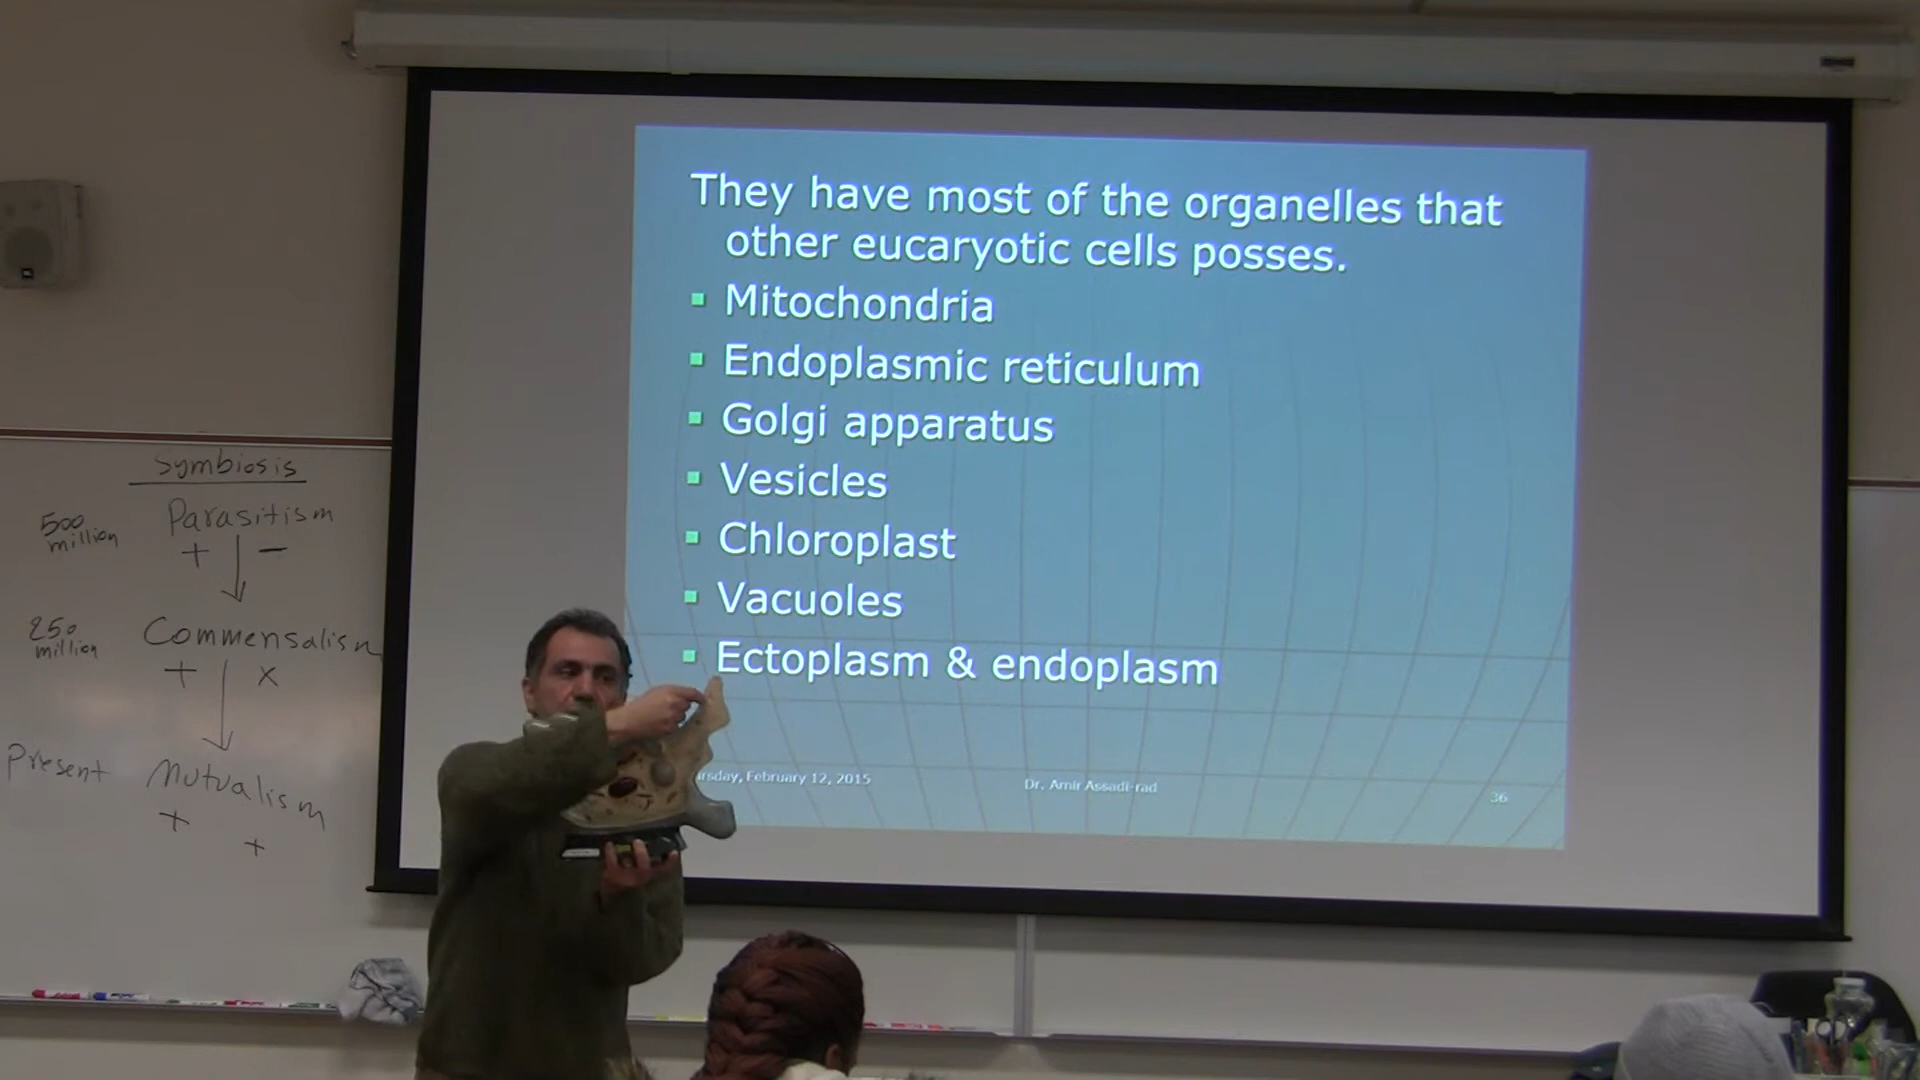 They have most of the organelles that
other eucaryotic cells posses.
Mitochondria
Endoplasmic reticulum
Golgi apparatus
Vesicles
Chloroplast
Vacuoles
Ectoplasm & endoplasm
February 12, 2015
Dr. Amir Assadi-rad
36
Symbiosis
500
million
Parasitism
+ −
250
million
Commensalism
+ x
Present
Mutualism
+ +
JBL